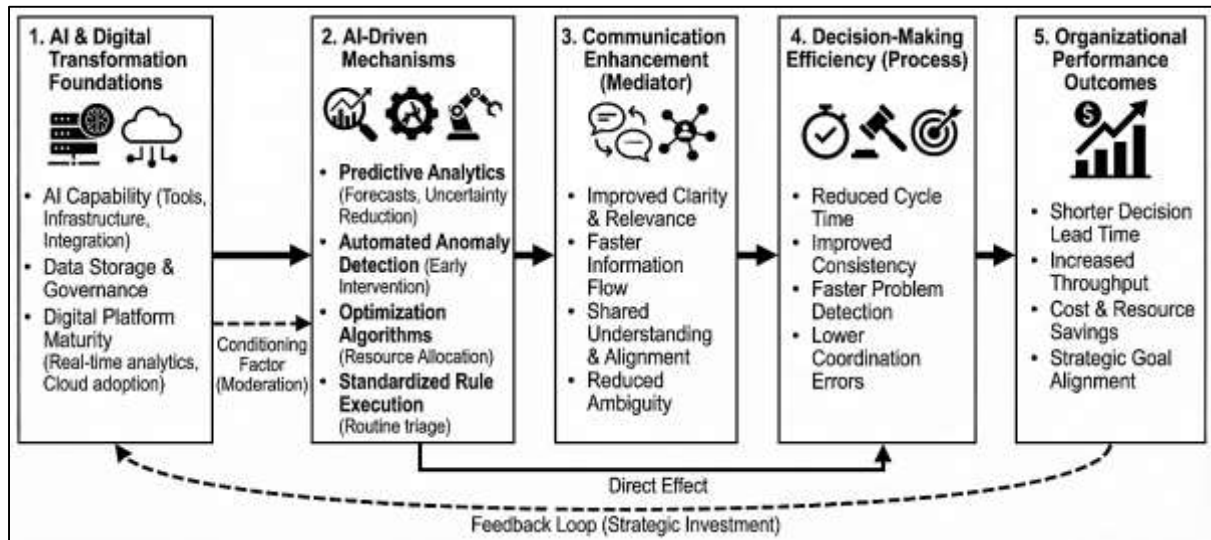 1. AI & Digital
Transformation
Foundations
• AI Capability (Tools,
Infrastructure,
Integration)
• Data Storage &
Governance
• Digital Platform
Maturity
(Real-time analytics,
Cloud adoption)
Conditioning
Factor
(Moderation)
2. AI-Driven
Mechanisms
• Predictive Analytics
(Forecasts, Uncertainty
Reduction)
• Automated Anomaly
Detection (Early
Intervention)
• Optimization
Algorithms
(Resource Allocation)
• Standardized Rule
Execution
(Routine triage)
3. Communication
Enhancement
(Mediator)
• Improved Clarity
& Relevance
• Faster
Information
Flow
• Shared
Understanding
& Alignment
• Reduced
Ambiguity
4. Decision-Making
Efficiency (Process)
• Reduced Cycle
Time
• Improved
Consistency
• Faster Problem
Detection
• Lower
Coordination
Errors
5. Organizational
Performance
Outcomes
$
• Shorter Decision
Lead Time
• Increased
Throughput
• Cost & Resource
Savings
• Strategic Goal
Alignment
Direct Effect
Feedback Loop (Strategic Investment)